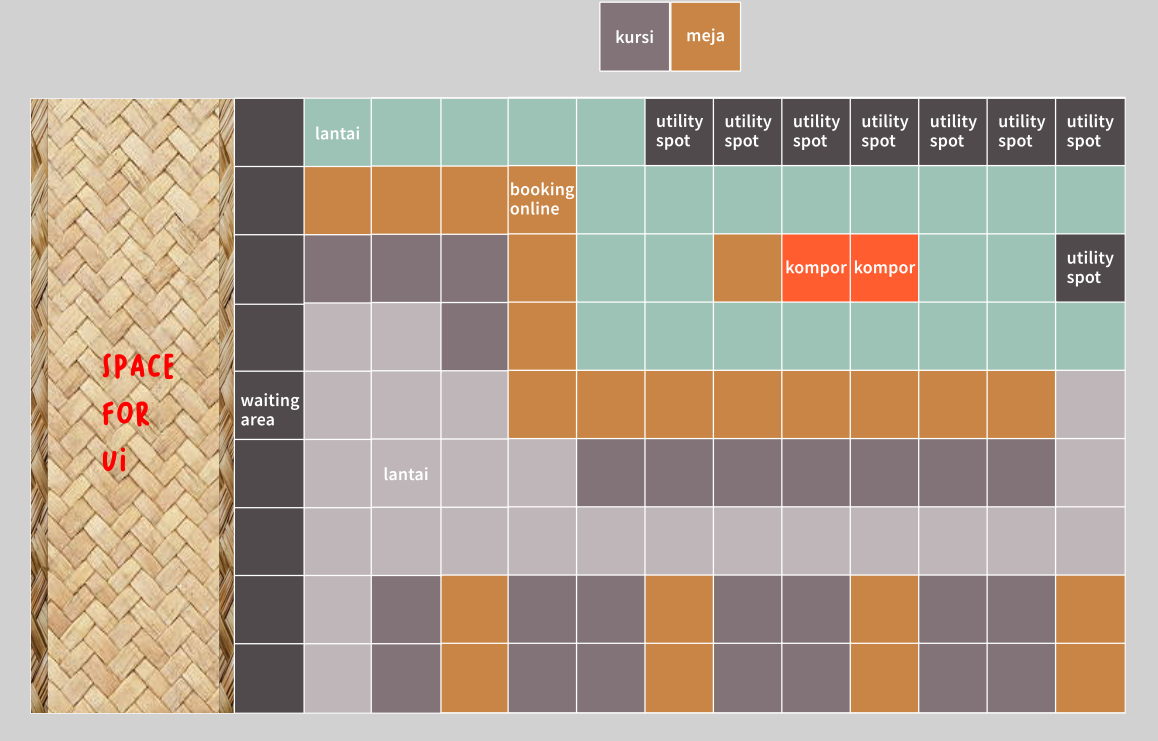 kursi
meja
lantai
utility
spot
utility
spot
utility
spot
utility
spot
utility
spot
utility
spot
utility
spot
booking
online
kompor
kompor
utility
spot
SPACE
FOR
Ui
waiting
area
lantai